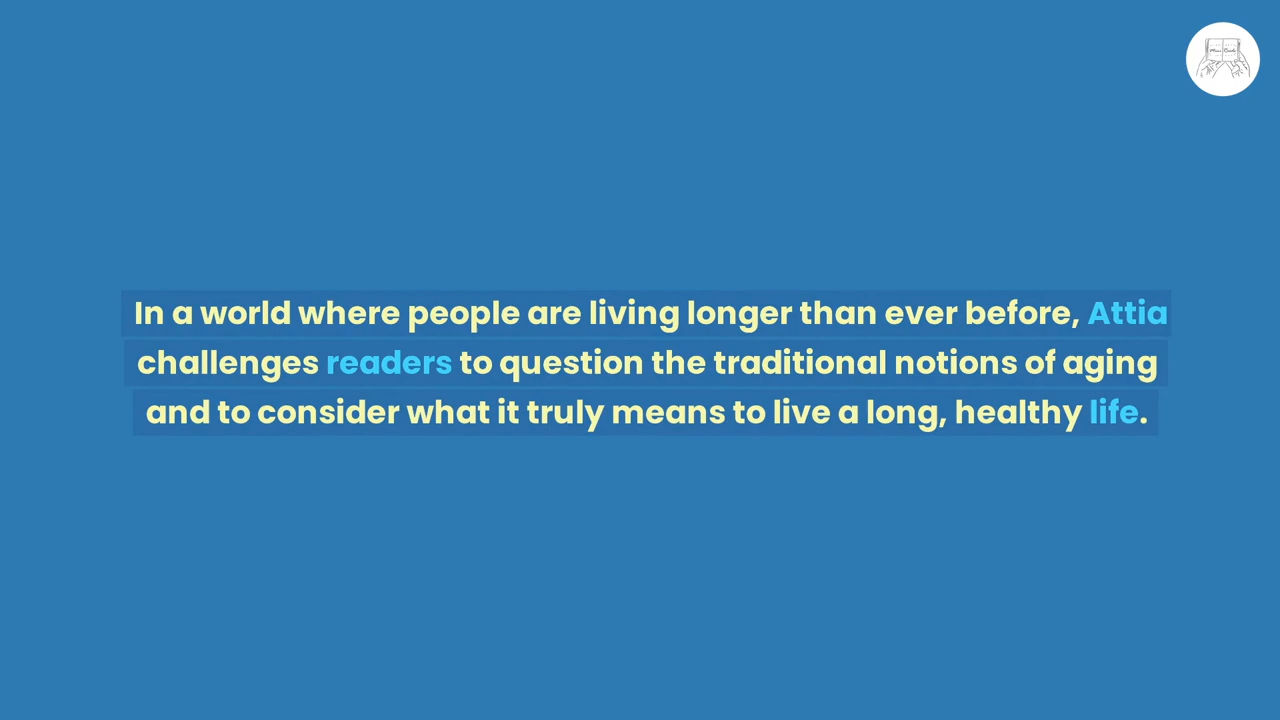 In a world where people are living longer than ever before, Attia
challenges readers to question the traditional notions of aging
and to consider what it truly means to live a long, healthy life.